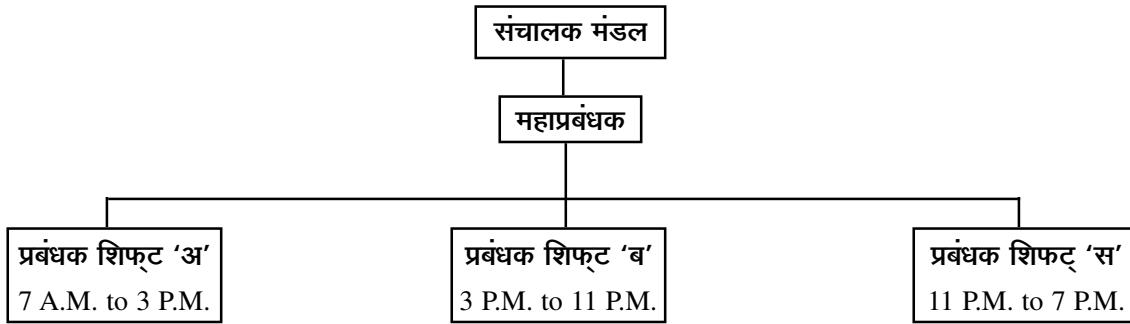 संचालक मंडल
महाप्रबंधक
प्रबंधक शिफ्‌ट ‘अ’
7 A.M. to 3 P.M.
प्रबंधक शिफ्‌ट ‘ब’
3 P.M. to 11 P.M.
प्रबंधक शिफट् ‘स’
11 P.M. to 7 P.M.